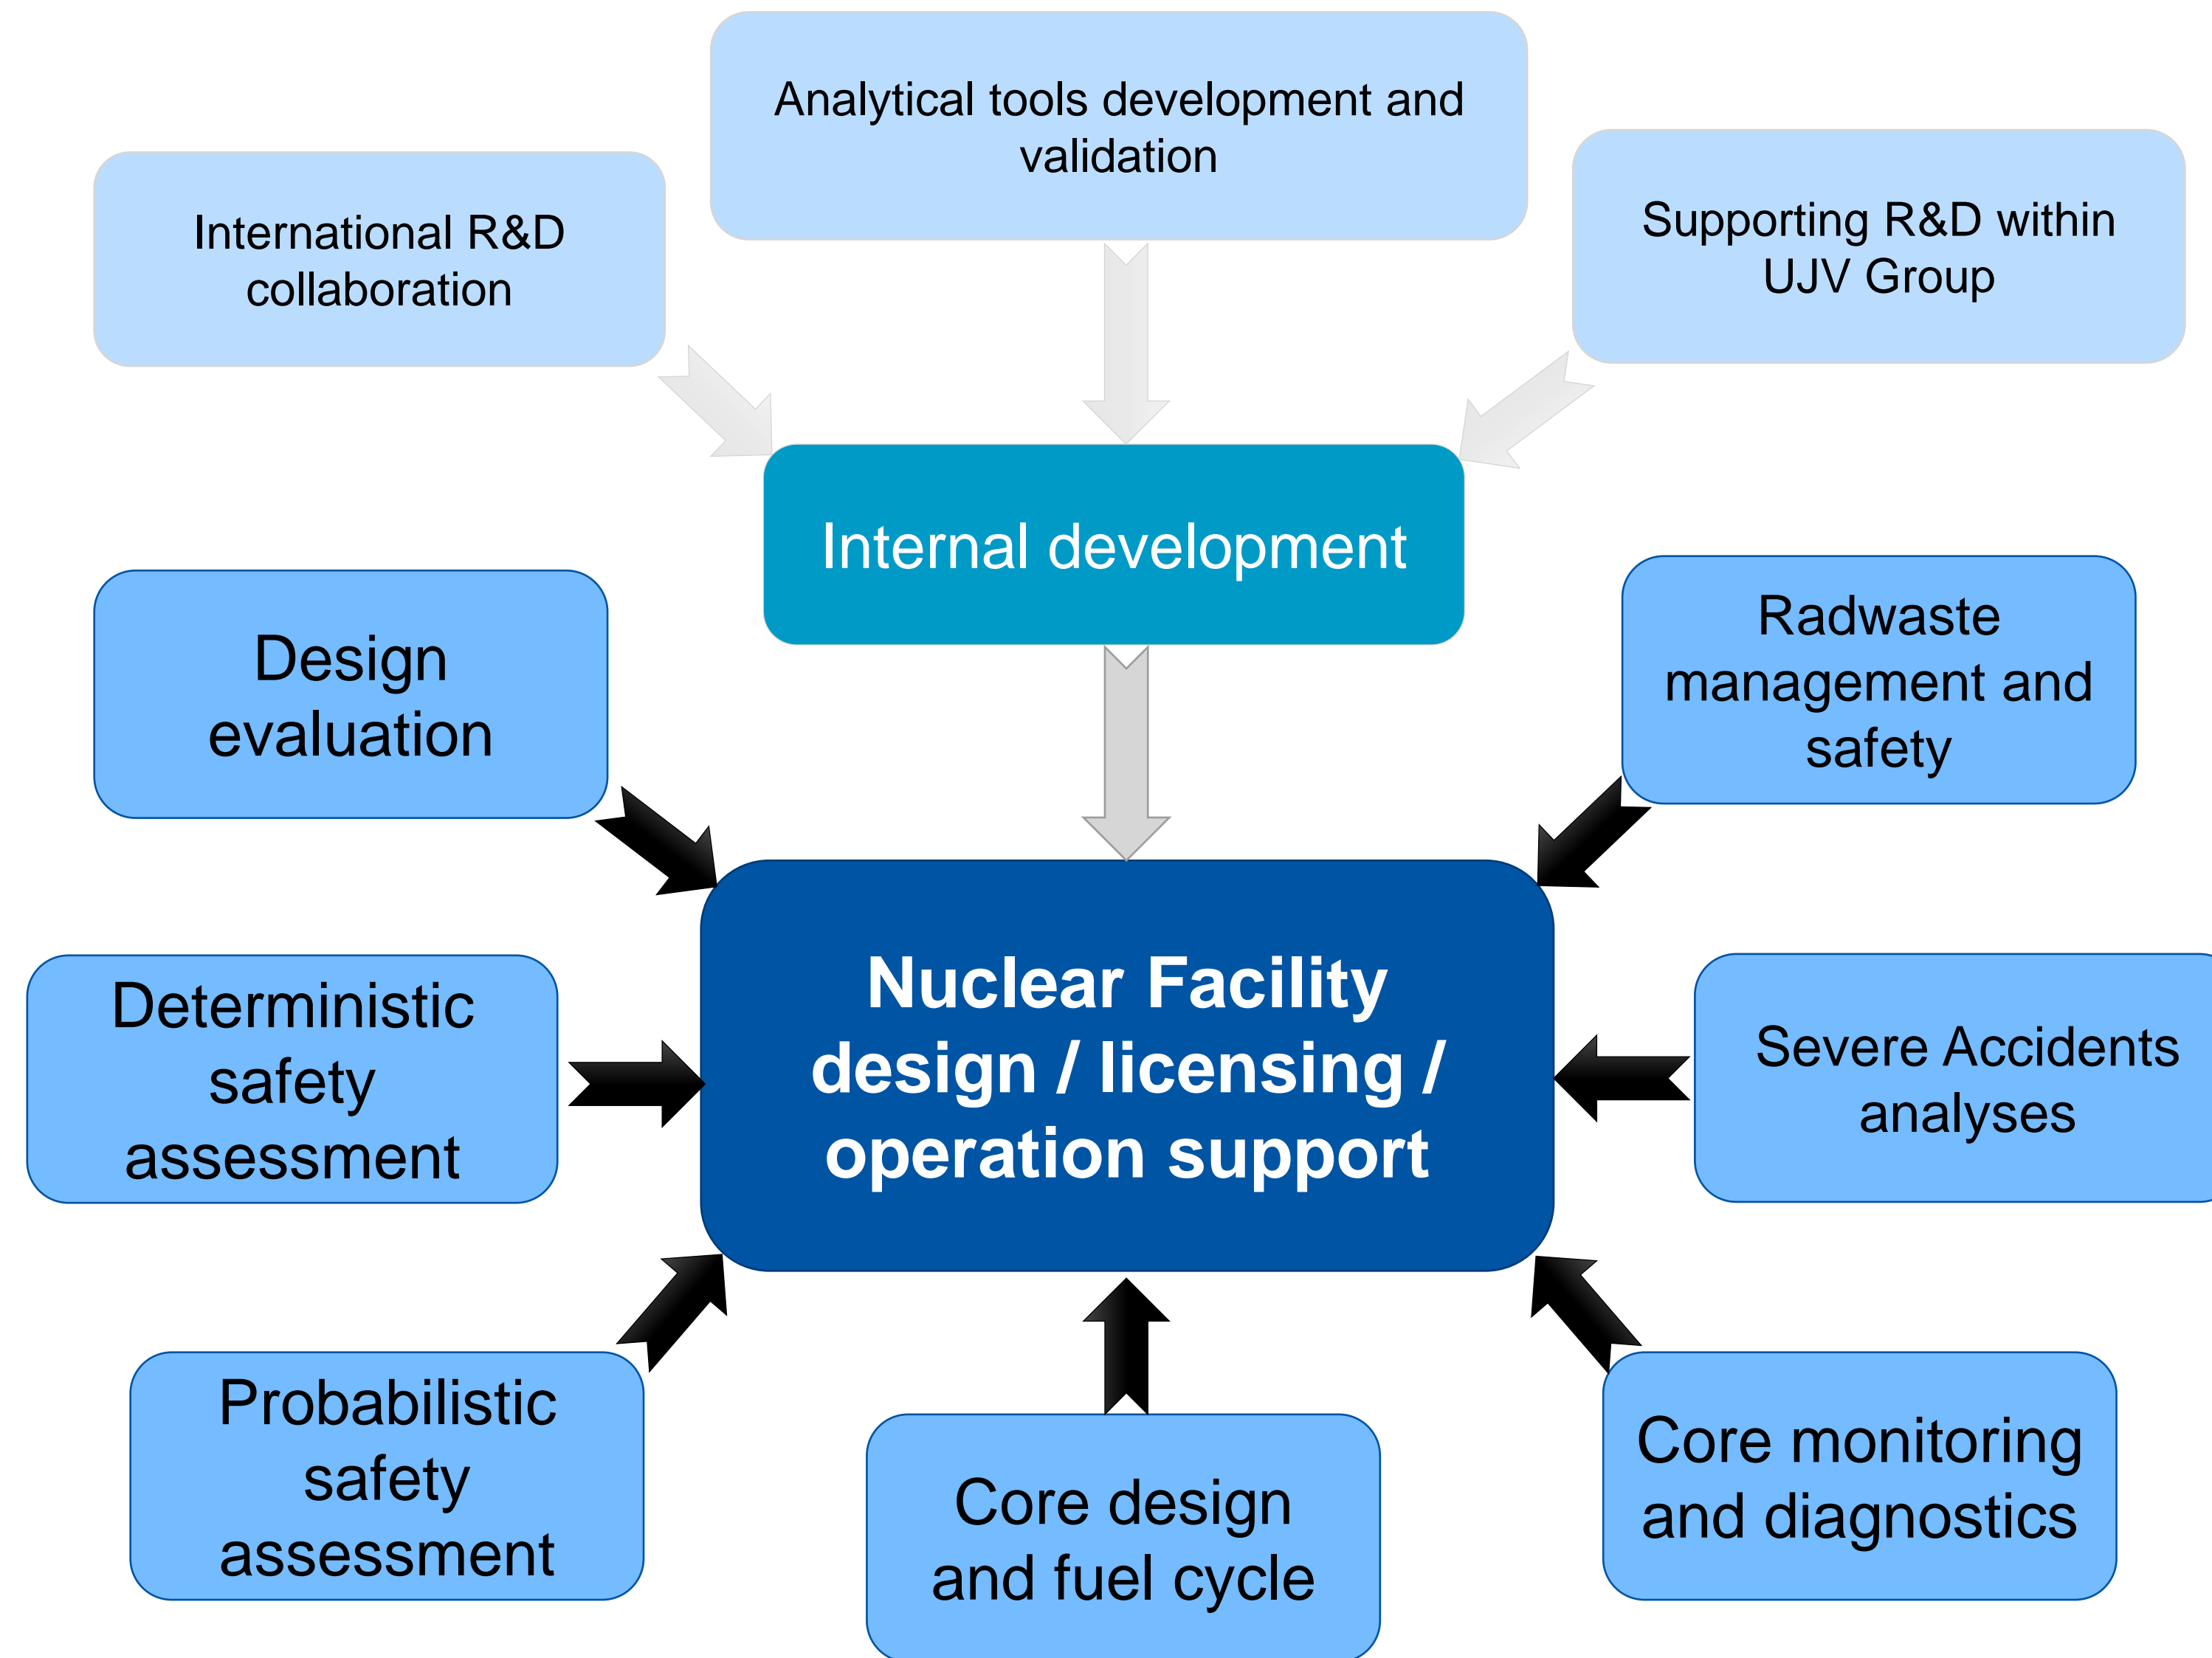 Analytical tools development and
validation
International R&D
collaboration
Supporting R&D within
UJV Group
Internal development
Design
evaluation
Radwaste
management and
safety
Nuclear Facility
design / licensing /
operation support
Deterministic
safety
assessment
Severe Accidents
analyses
Probabilistic
safety
assessment
Core design
and fuel cycle
Core monitoring
and diagnostics